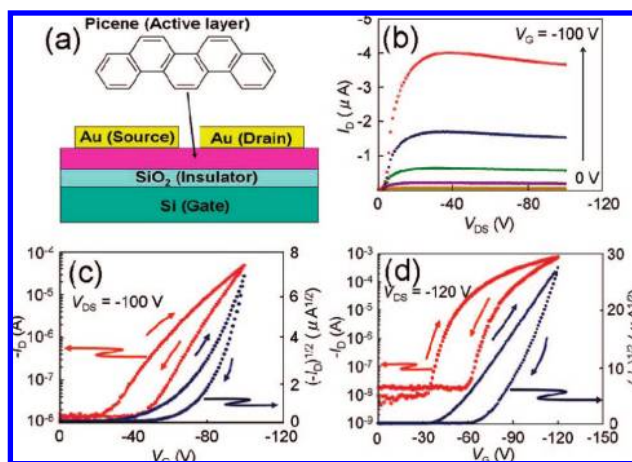 (a)
Picene (Active layer)
Au (Source)
Au (Drain)
SiO2 (Insulator)
Si (Gate)
(b)
VG = -100 V
0 V
-5
-4
-3
-2
-1
ID (μA)
0 -40 -80 -120
VDS (V)
(c)
VDS = -100 V
10-4
10-5
10-6
10-7
10-8
-ID (A)
8
6
4
2
0
(-ID)1/2 (μA1/2)
0 -40 -80 -120
(d)
VDS = -120 V
10-3
10-4
10-5
10-6
10-7
10-8
10-9
-ID (A)
30
20
10
0
0 -30 -60 -90 -120 -150
VG (V)